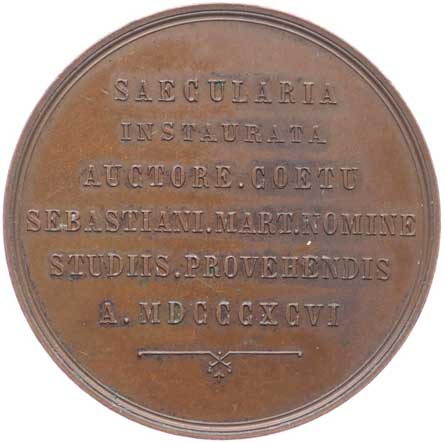 SAECULARIA
INSTAURATA
AUCTORE.COETU
SEBASTIANI.MART.NOMINE
STUDIIS.PROVEHENDIS
A. MDCCCXCVI